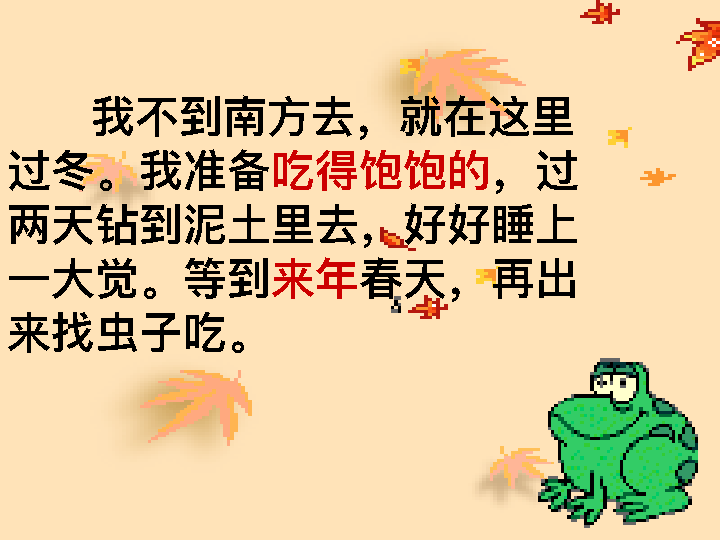 我不到南方去，就在这里
过冬。我准备吃得饱饱的，过
两天钻到泥土里去，好好睡上
一大觉。等到来年春天，再出
来找虫子吃。